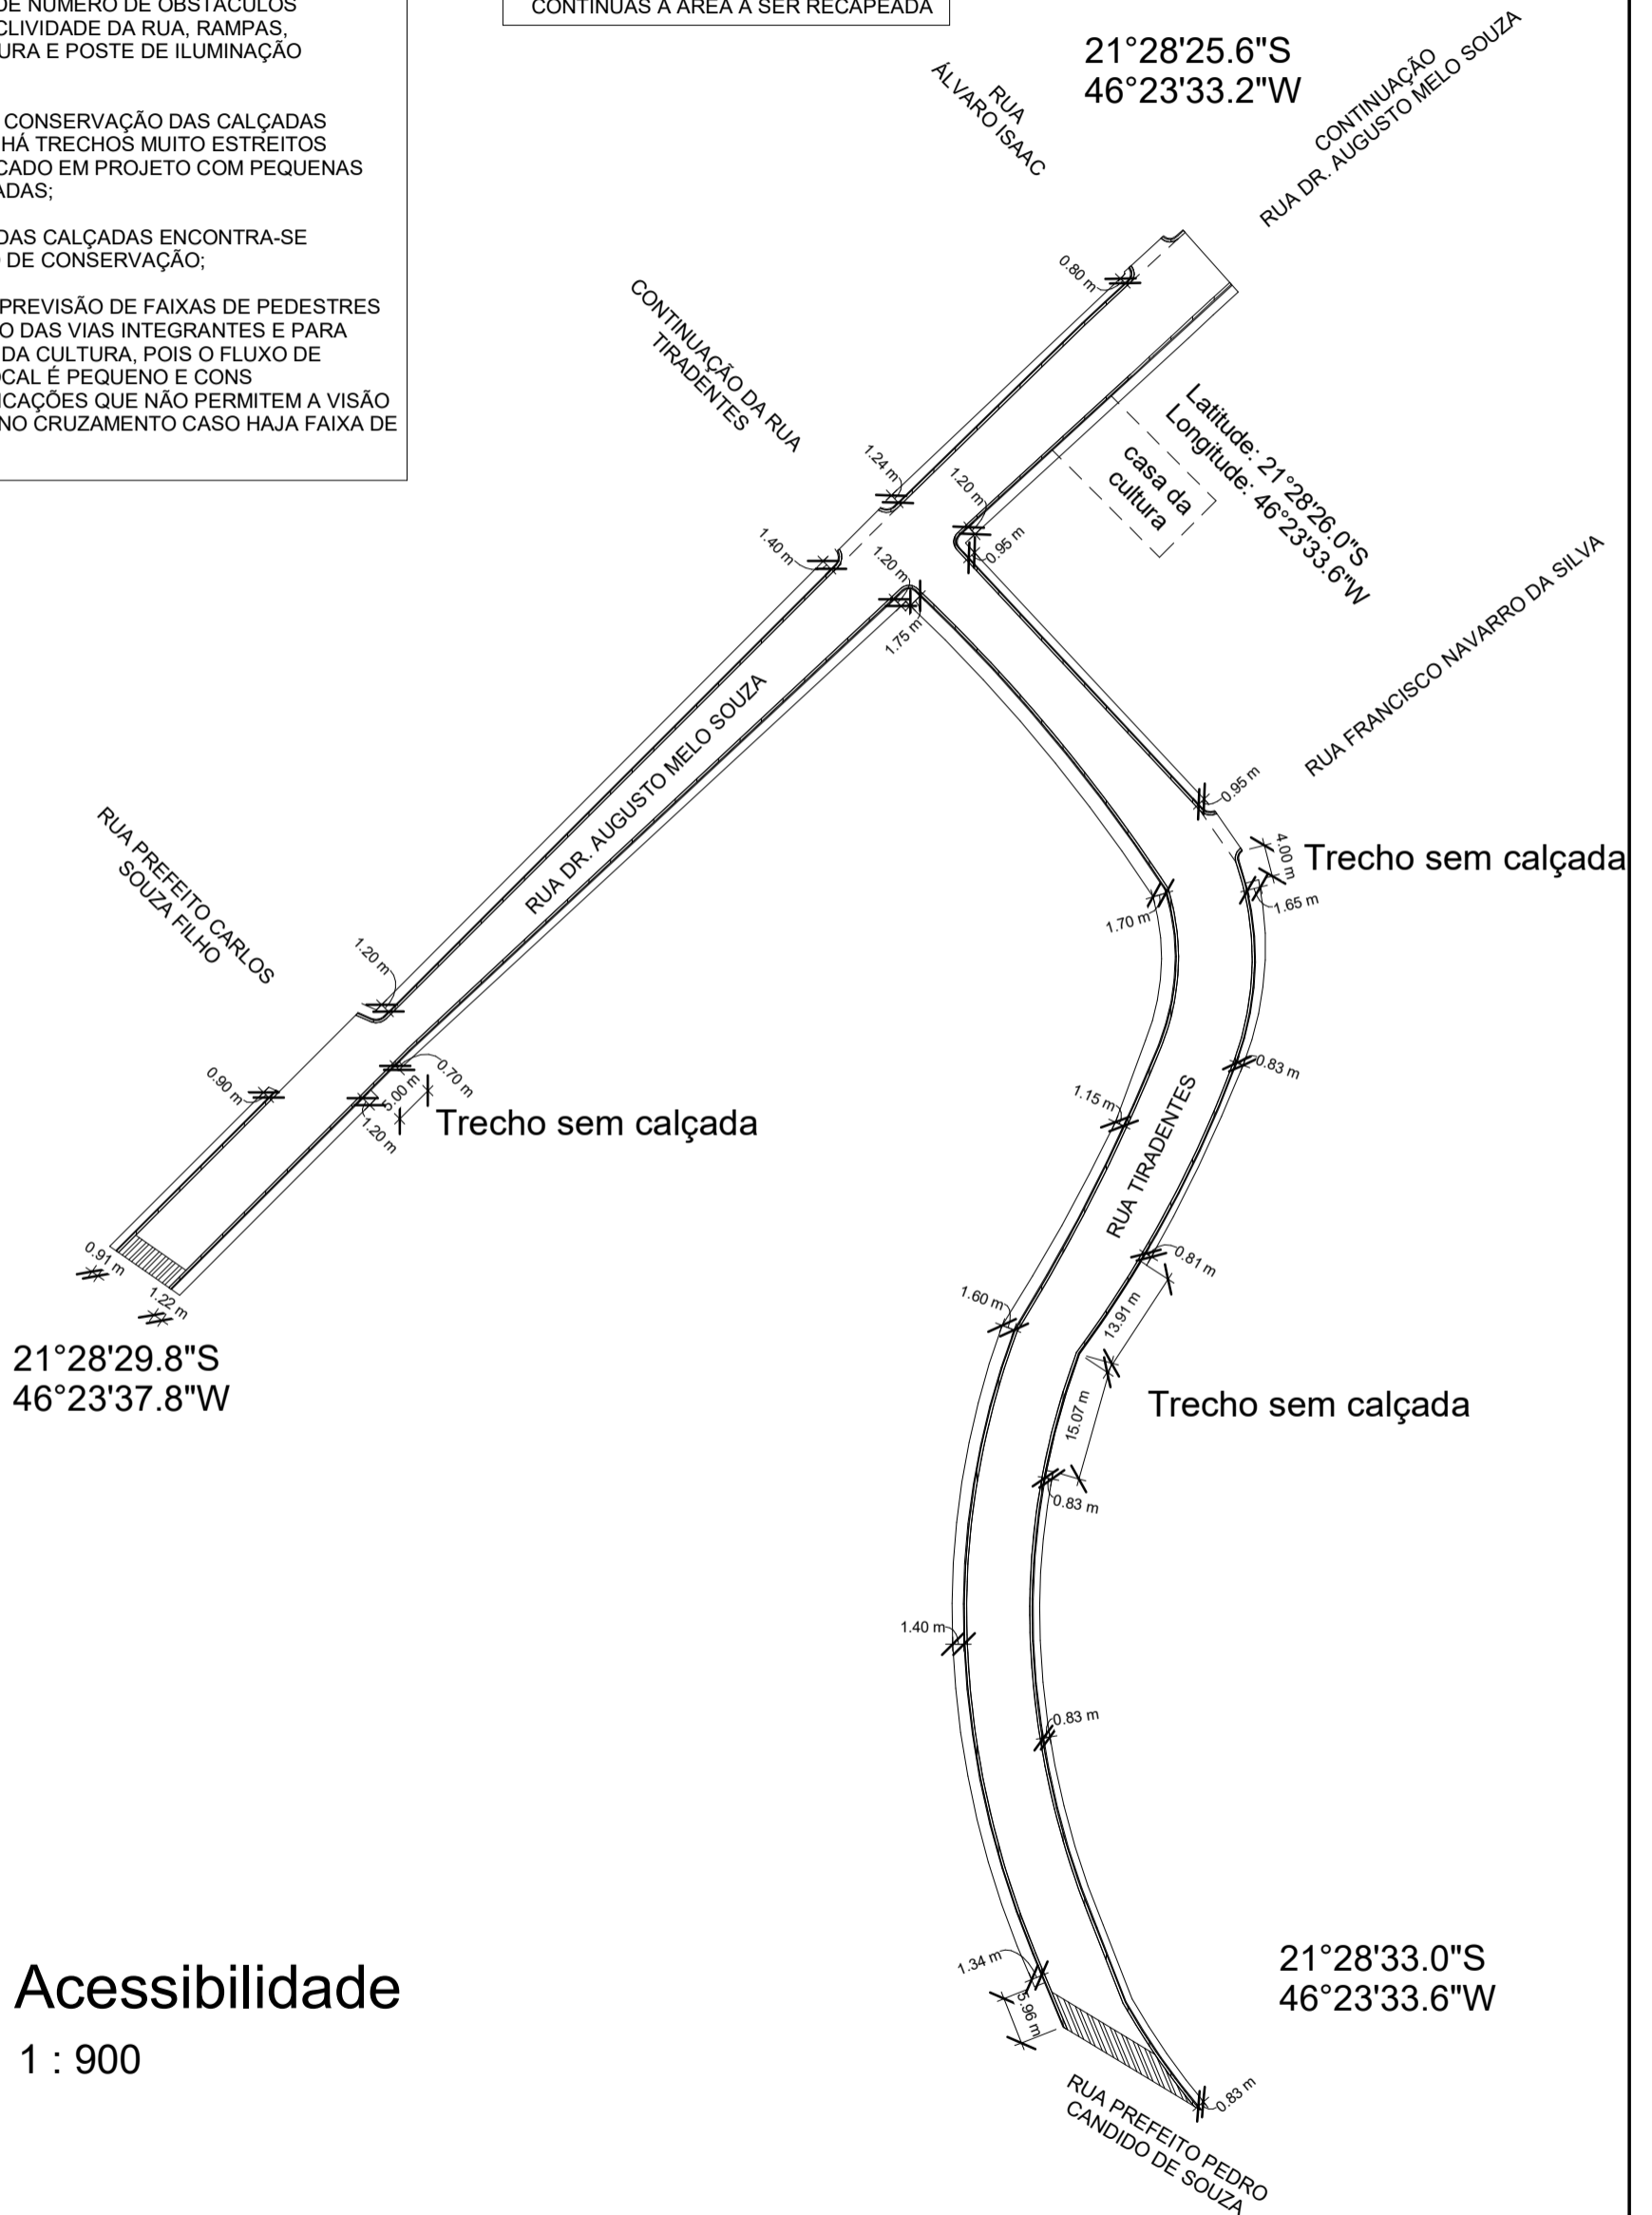 DE NÚMERO DE OBSTÁCULOS
CLIVIDADE DA RUA, RAMPAS,
URA E POSTE DE ILUMINAÇÃO
CONSERVAÇÃO DAS CALÇADAS
HÁ TRECHOS MUITO ESTREITOS
CADO EM PROJETO COM PEQUENAS
ADAS;
DAS CALÇADAS ENCONTRA-SE
DE CONSERVAÇÃO;
PREVISÃO DE FAIXAS DE PEDESTRES
O DAS VIAS INTEGRANTES E PARA
DA CULTURA, POIS O FLUXO DE
OCAL É PEQUENO E CONS
ICAÇÕES QUE NÃO PERMITEM A VISÃO
NO CRUZAMENTO CASO HAJA FAIXA DE
CONTÍNUAS À ÁREA A SER RECAPEADA
21°28'25.6"S
46°23'33.2"W
RUA
ÁLVARO ISAAC
CONTINUAÇÃO
RUA DR. AUGUSTO MELO SOUZA
0.80 m
CONTINUAÇÃO DA RUA
TIRADENTES
Latitude: 21°28'26.0"S
Longitude: 46°23'33.6"W
casa da
cultura
1.24 m
1.20 m
0.95 m
1.40 m
1.20 m
1.75 m
RUA FRANCISCO NAVARRO DA SILVA
RUA DR. AUGUSTO MELO SOUZA
0.95 m
4.00 m
Trecho sem calçada
1.65 m
1.70 m
RUA PREFEITO CARLOS
SOUZA FILHO
1.20 m
0.90 m
0.70 m
5.00 m
1.20 m
Trecho sem calçada
0.83 m
1.15 m
RUA TIRADENTES
0.81 m
0.91 m
1.22 m
1.60 m
13.91 m
21°28'29.8"S
46°23'37.8"W
15.07 m
Trecho sem calçada
0.83 m
1.40 m
0.83 m
1.34 m
5.96 m
21°28'33.0"S
46°23'33.6"W
Acessibilidade
1 : 900
0.83 m
RUA PREFEITO PEDRO
CANDIDO DE SOUZA